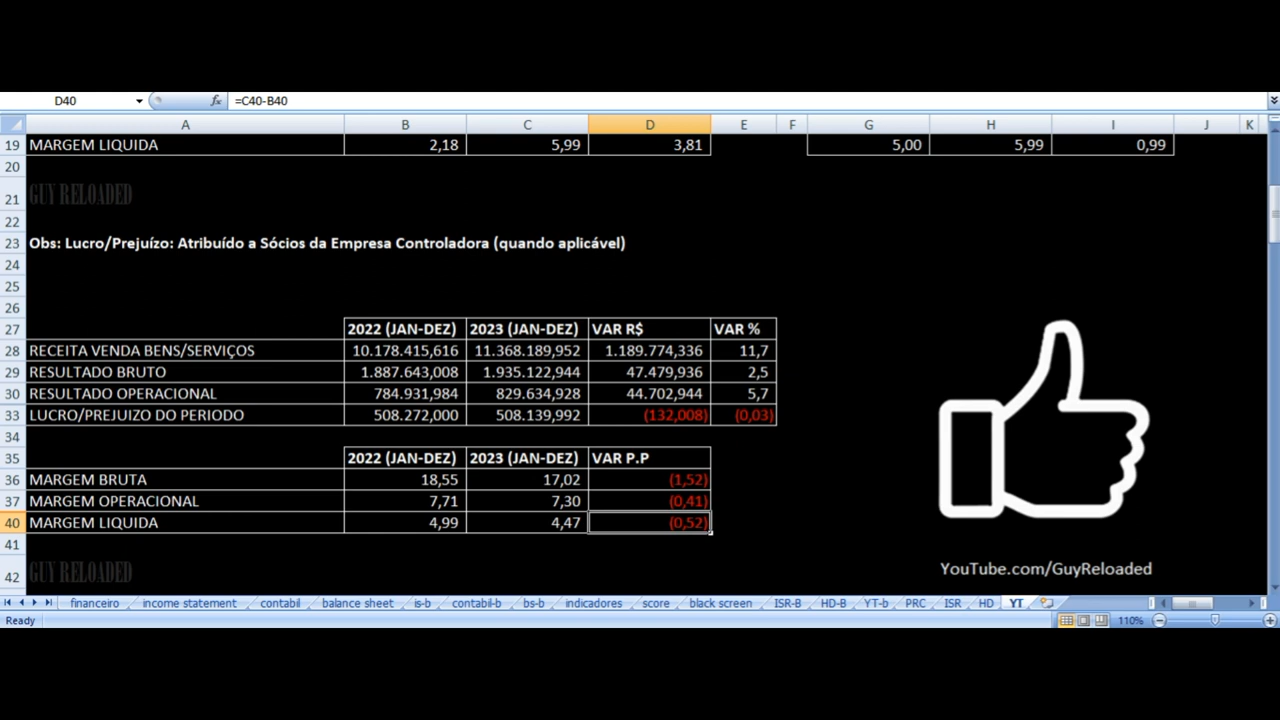 D40 fx =C40-B40
A B C D E F G H I J K
19 MARGEM LIQUIDA 2,18 5,99 3,81 5,00 5,99 0,99
20
21 GUY RELOADED
22
23 Obs: Lucro/Prejuízo: Atribuído a Sócios da Empresa Controladora (quando aplicável)
24
25
26
27 2022 (JAN-DEZ) 2023 (JAN-DEZ) VAR R$ VAR %
28 RECEITA VENDA BENS/SERVIÇOS 10.178.415,616 11.368.189,952 1.189.774,336 11,7
29 RESULTADO BRUTO 1.887.643,008 1.935.122,944 47.479,936 2,5
30 RESULTADO OPERACIONAL 784.931,984 829.634,928 44.702,944 5,7
33 LUCRO/PREJUIZO DO PERIODO 508.272,000 508.139,992 (132,008) (0,03)
34
35 2022 (JAN-DEZ) 2023 (JAN-DEZ) VAR P.P
36 MARGEM BRUTA 18,55 17,02 (1,52)
37 MARGEM OPERACIONAL 7,71 7,30 (0,41)
40 MARGEM LIQUIDA 4,99 4,47 (0,52)
41
42 GUY RELOADED
YouTube.com/GuyReloaded
financeiro income statement contabil balance sheet is-b contabil-b bs-b indicadores score black screen ISR-B HD-B YT-b PRC ISR HD YT
Ready 110%